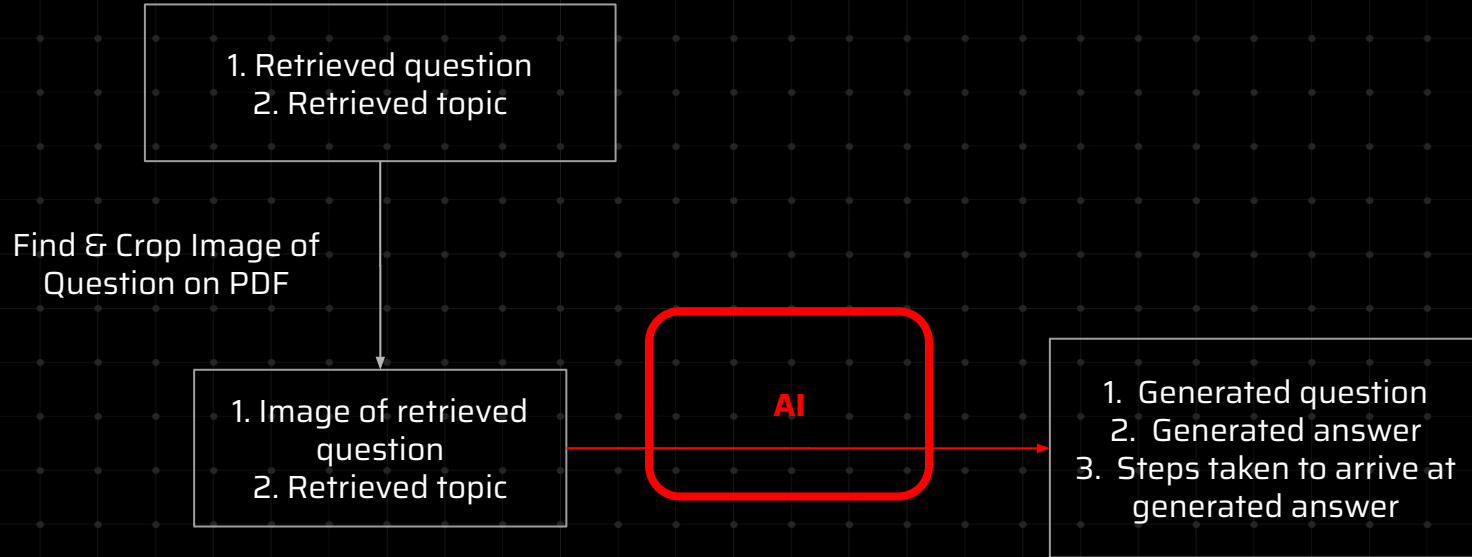 1. Retrieved question
2. Retrieved topic
Find & Crop Image of
Question on PDF
1. Image of retrieved
question
2. Retrieved topic
AI
1. Generated question
2. Generated answer
3. Steps taken to arrive at
generated answer